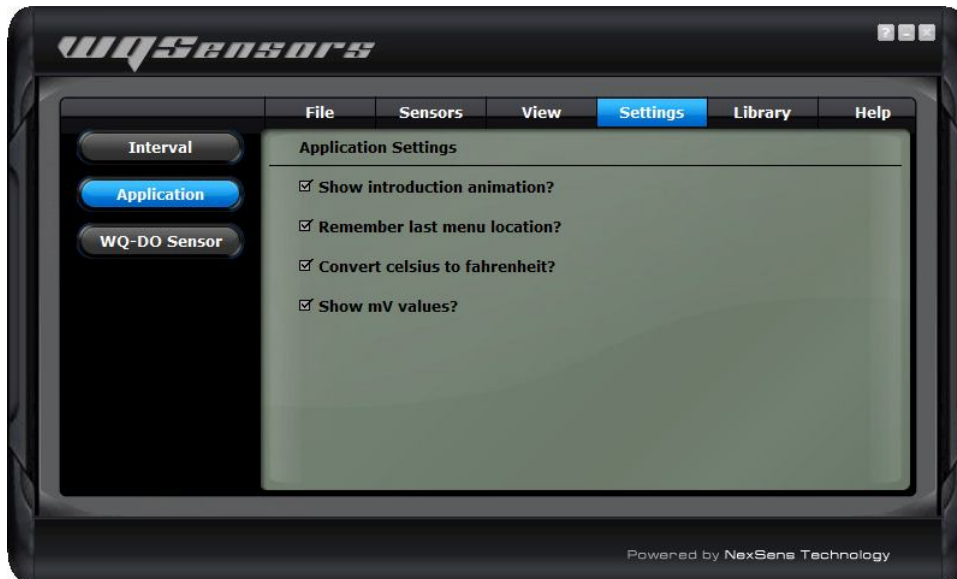 WQSensors
?
File Sensors View Settings Library Help
Interval
Application
WQ-DO Sensor
Application Settings
Show introduction animation?
Remember last menu location?
Convert celsius to fahrenheit?
Show mV values?
Powered by NexSens Technology